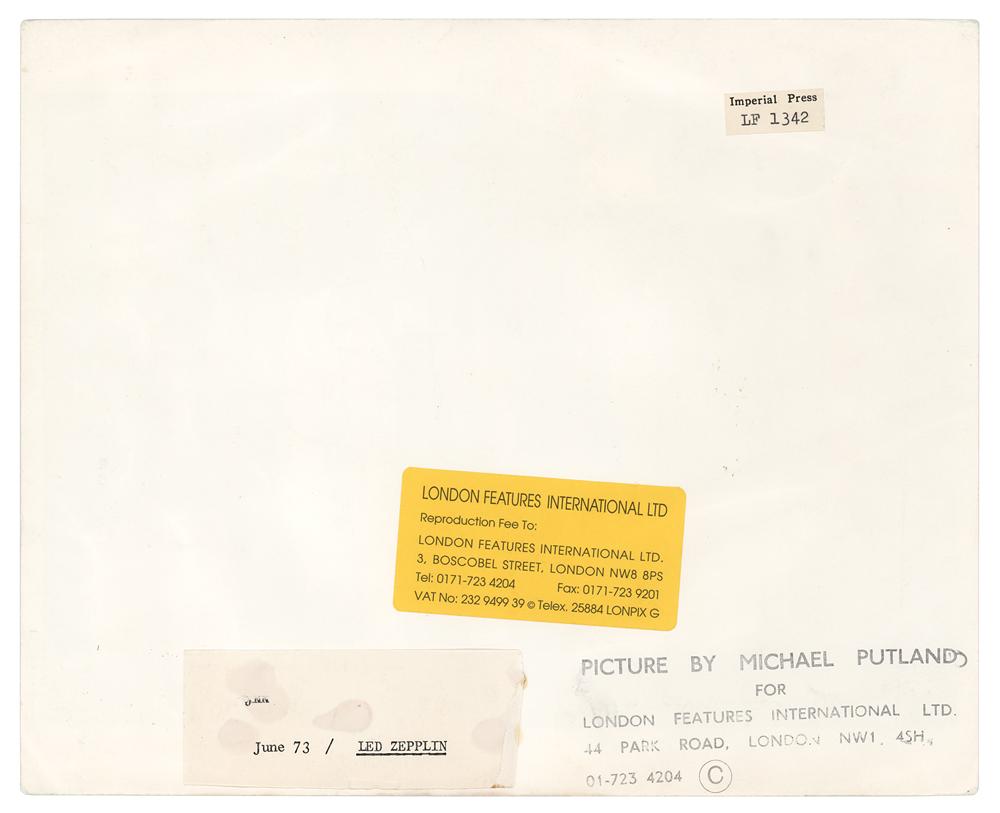 Imperial Press
LF 1342
LONDON FEATURES INTERNATIONAL LTD
Reproduction Fee To:
LONDON FEATURES INTERNATIONAL LTD.
3, BOSCOBEL STREET, LONDON NW8 8PS
Tel: 0171-723 4204 Fax: 0171-723 9201
VAT No: 232 9499 39 © Telex. 25884 LONPIX G
June 73 / LED ZEPPLIN
PICTURE BY MICHAEL PUTLAND
FOR
LONDON FEATURES INTERNATIONAL LTD.
44 PARK ROAD, LONDON NW1 4SH.
01-723 4204 ©